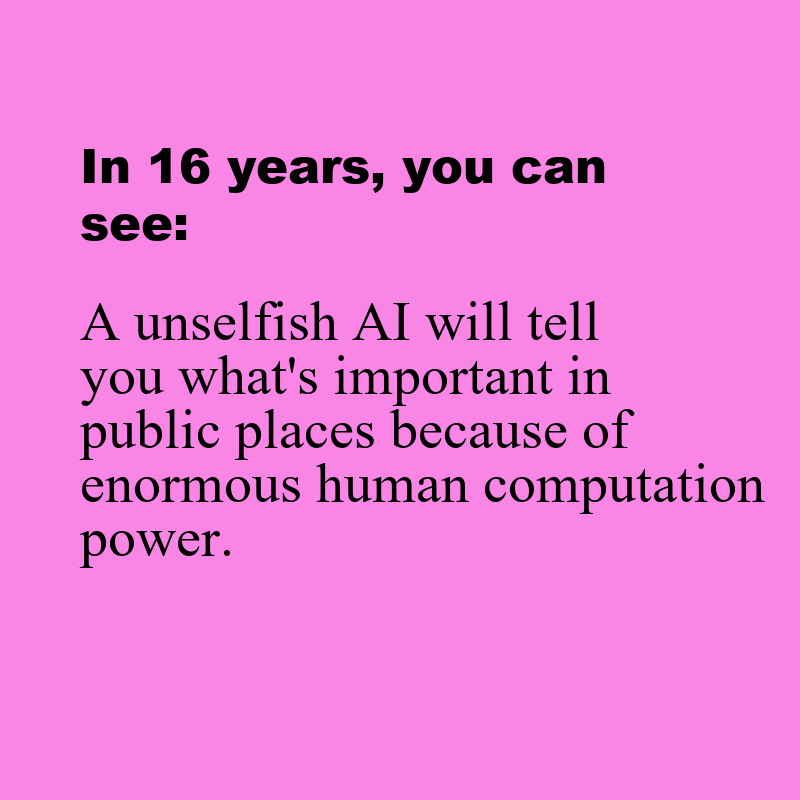 In 16 years, you can
see:
A unselfish AI will tell
you what's important in
public places because of
enormous human computation
power.